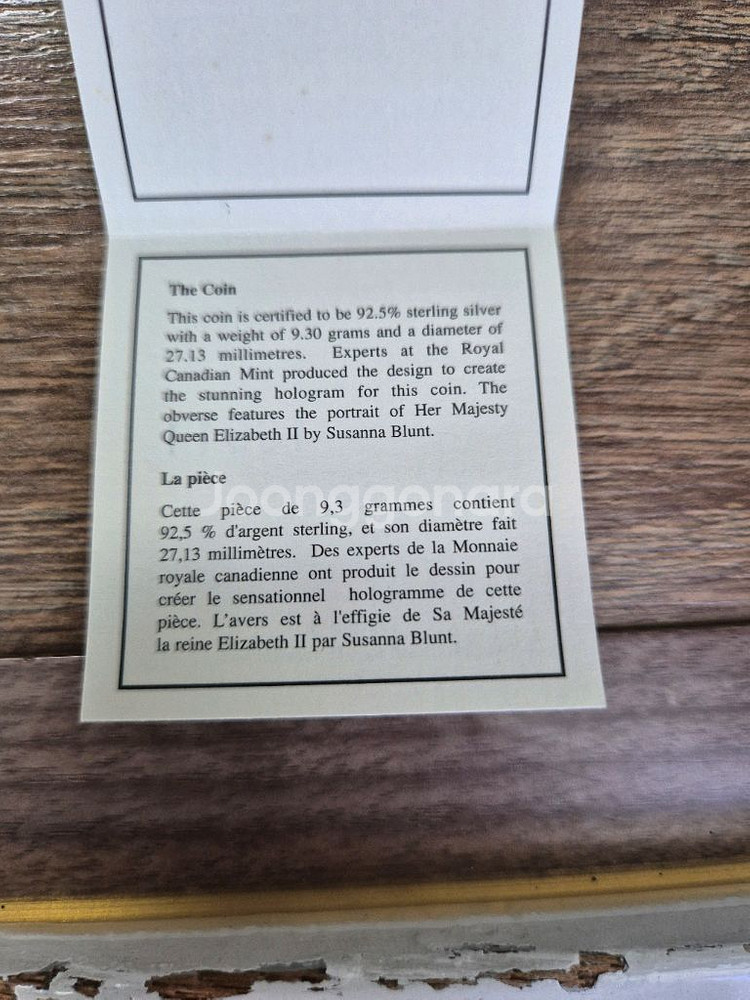 The Coin
This coin is certified to be 92.5% sterling silver
with a weight of 9.30 grams and a diameter of
27.13 millimetres. Experts at the Royal
Canadian Mint produced the design to create
the stunning hologram for this coin. The
obverse features the portrait of Her Majesty
Queen Elizabeth II by Susanna Blunt.
La pièce
Joonggonara
Cette pièce de 9,3 grammes contient
92,5 % d'argent sterling, et son diamètre fait
27,13 millimètres. Des experts de la Monnaie
royale canadienne ont produit le dessin pour
créer le sensationnel hologramme de cette
pièce. L'avers est à l'effigie de Sa Majesté
la reine Elizabeth II par Susanna Blunt.